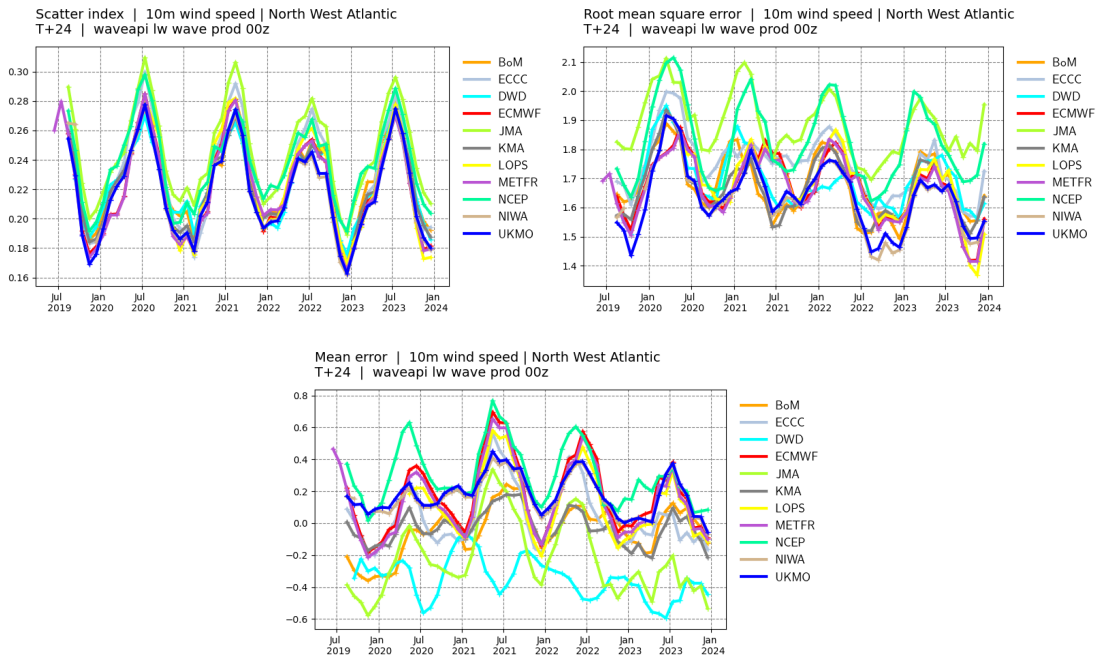 Scatter index | 10m wind speed | North West Atlantic
T+24 | waveapi lw wave prod 00z
0.30
0.28
0.26
0.24
0.22
0.20
0.18
0.16
Jul 2019
Jan 2020
Jul 2020
Jan 2021
Jul 2021
Jan 2022
Jul 2022
Jan 2023
Jul 2023
Jan 2024
BoM
ECCC
DWD
ECMWF
JMA
KMA
LOPS
METFR
NCEP
NIWA
UKMO
Root mean square error | 10m wind speed | North West Atlantic
T+24 | waveapi lw wave prod 00z
2.1
2.0
1.9
1.8
1.7
1.6
1.5
1.4
Jul 2019
Jan 2020
Jul 2020
Jan 2021
Jul 2021
Jan 2022
Jul 2022
Jan 2023
Jul 2023
Jan 2024
BoM
ECCC
DWD
ECMWF
JMA
KMA
LOPS
METFR
NCEP
NIWA
UKMO
Mean error | 10m wind speed | North West Atlantic
T+24 | waveapi lw wave prod 00z
0.8
0.6
0.4
0.2
0.0
−0.2
−0.4
−0.6
Jul 2019
Jan 2020
Jul 2020
Jan 2021
Jul 2021
Jan 2022
Jul 2022
Jan 2023
Jul 2023
Jan 2024
BoM
ECCC
DWD
ECMWF
JMA
KMA
LOPS
METFR
NCEP
NIWA
UKMO